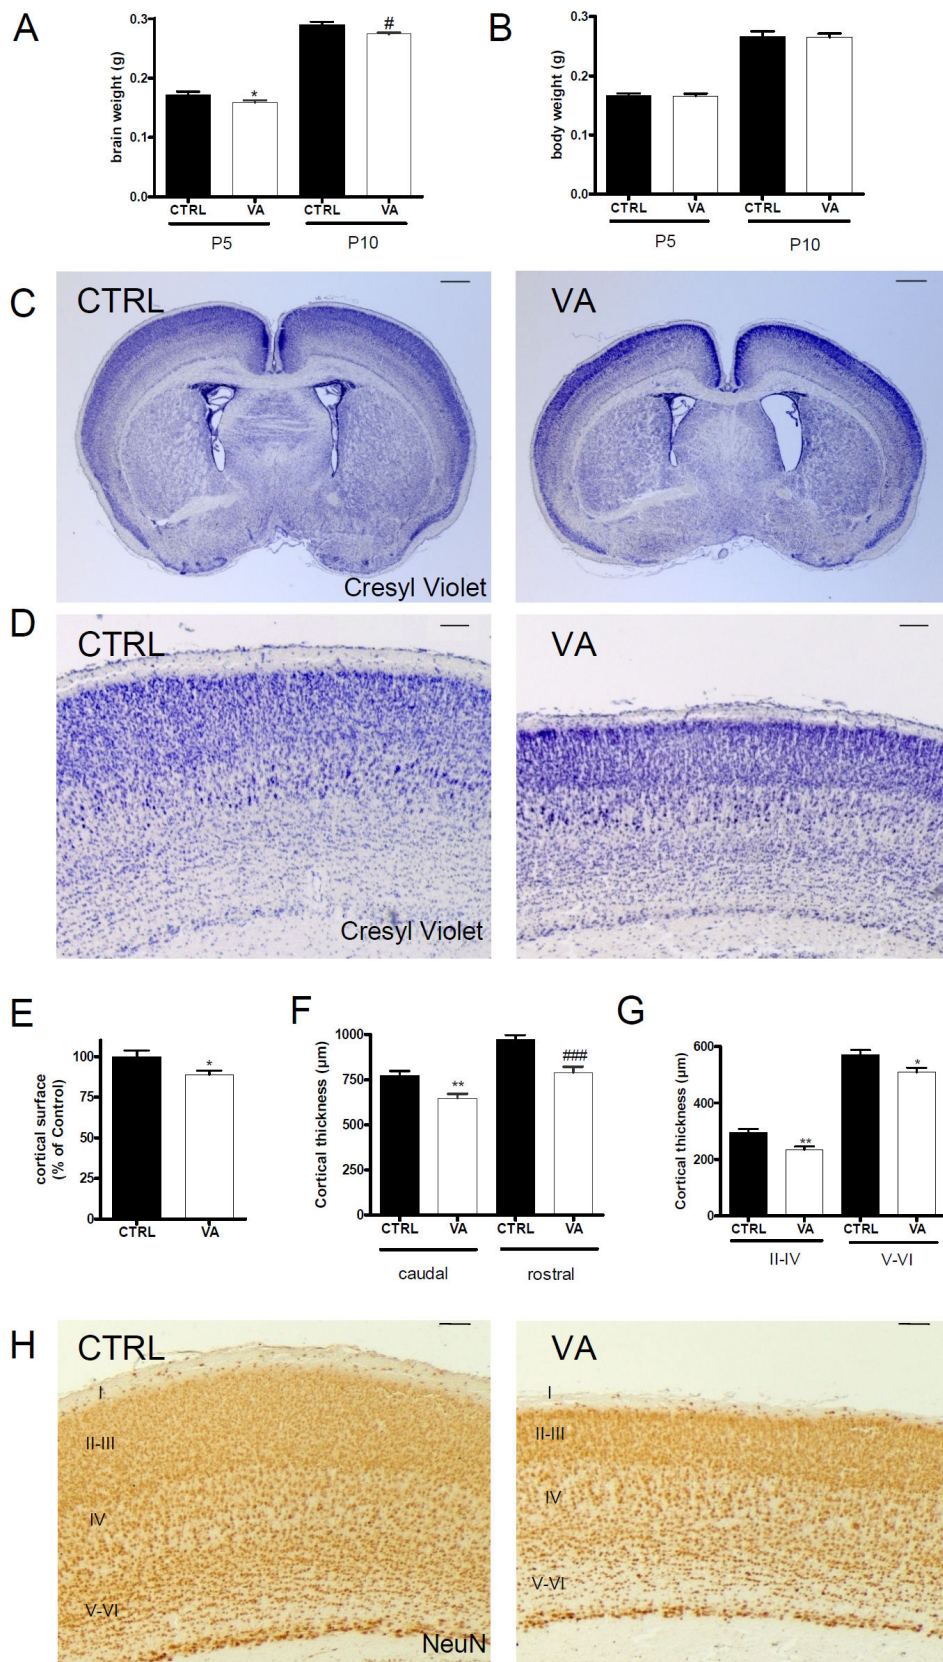 A
brain weight (g)
0.3
0.2
0.1
0.0
*
#
CTRL VA CTRL VA
P5 P10
B
body weight (g)
0.3
0.2
0.1
0.0
CTRL VA CTRL VA
P5 P10
C
CTRL
VA
Cresyl Violet
D
CTRL
VA
Cresyl Violet
E
cortical surface
(% of Control)
100
75
50
25
0
*
CTRL VA
F
Cortical thickness (µm)
1000
750
500
250
0
**
###
CTRL VA CTRL VA
caudal rostral
G
Cortical thickness (µm)
600
400
200
0
**
*
CTRL VA CTRL VA
II-IV V-VI
H
CTRL
I
II-III
IV
V-VI
NeuN
VA
I
II-III
IV
V-VI